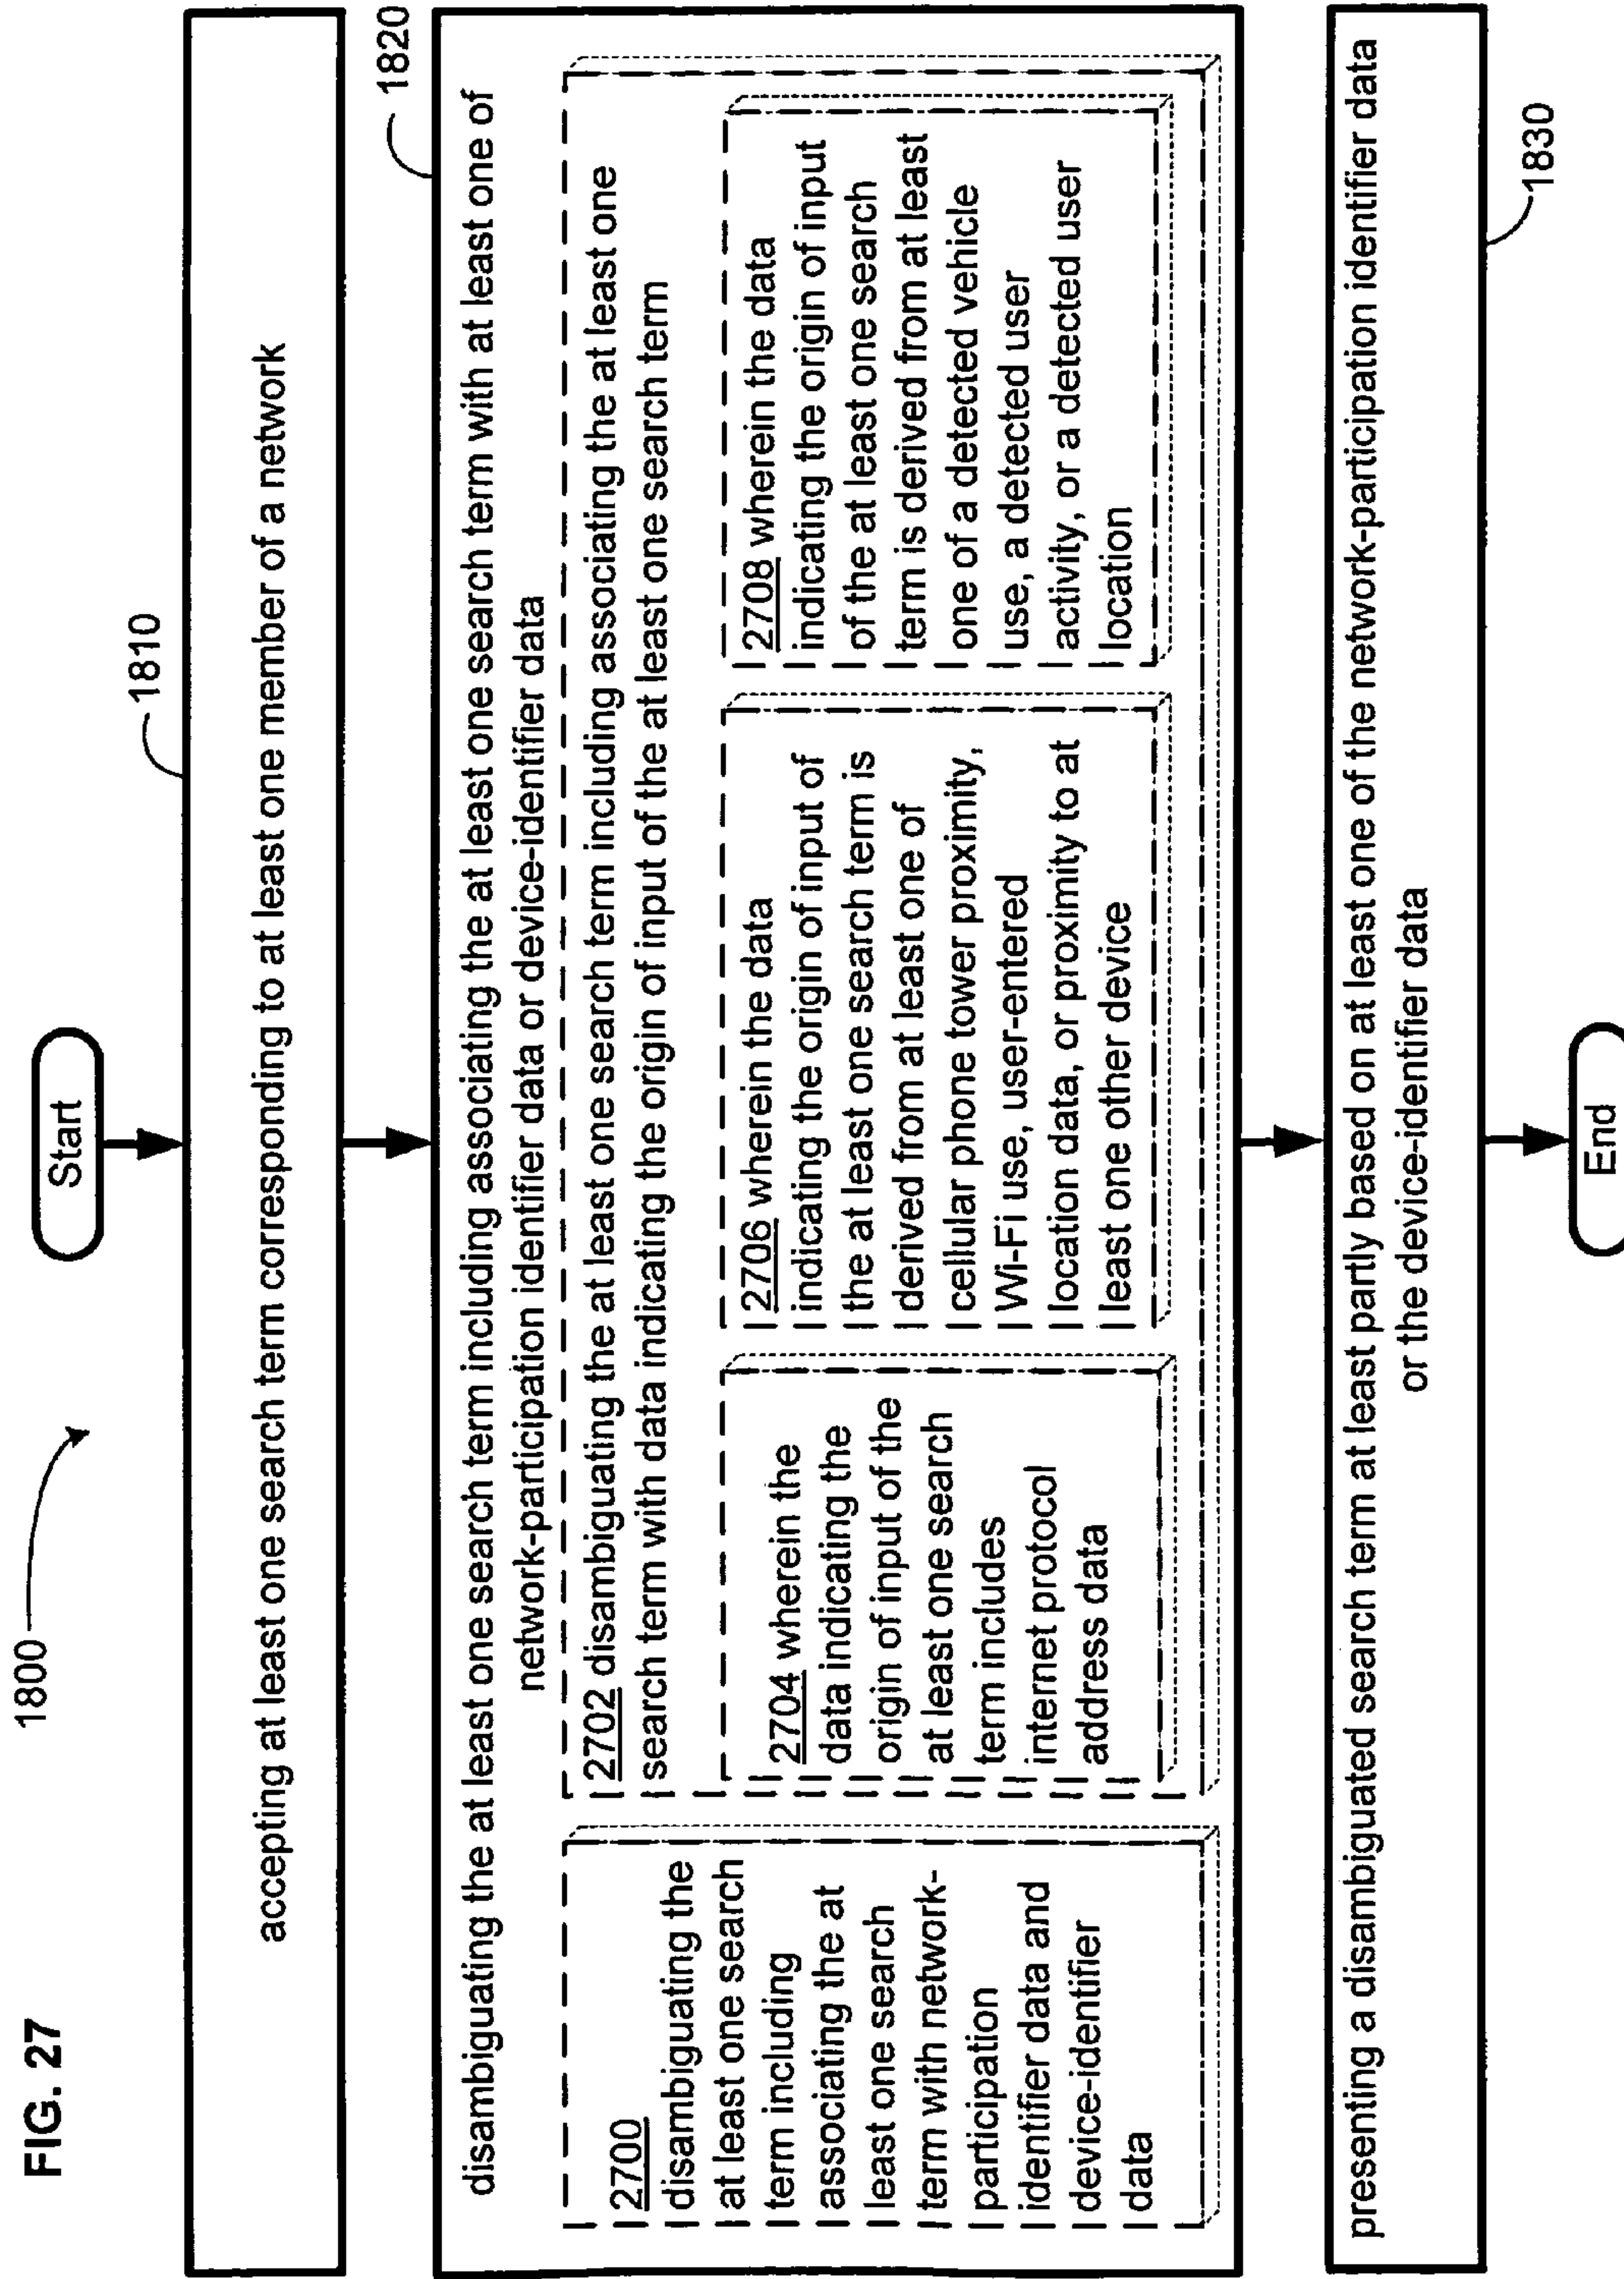 FIG. 27
1800
Start
1810
accepting at least one search term corresponding to at least one member of a network
1820
disambiguating the at least one search term including associating the at least one search term with at least one of
network-participation identifier data or device-identifier data
2700
disambiguating the
at least one search
term including
associating the at
least one search
term with network-
participation
identifier data and
device-identifier
data
2702 disambiguating the at least one search term including associating the at least one
search term with data indicating the origin of input of the at least one search term
2704 wherein the
data indicating the
origin of input of the
at least one search
term includes
internet protocol
address data
2706 wherein the data
indicating the origin of input of
the at least one search term is
derived from at least one of
cellular phone tower proximity,
Wi-Fi use, user-entered
location data, or proximity to at
least one other device
2708 wherein the data
indicating the origin of input
of the at least one search
term is derived from at least
one of a detected vehicle
use, a detected user
activity, or a detected user
location
presenting a disambiguated search term at least partly based on at least one of the network-participation identifier data
or the device-identifier data
1830
End